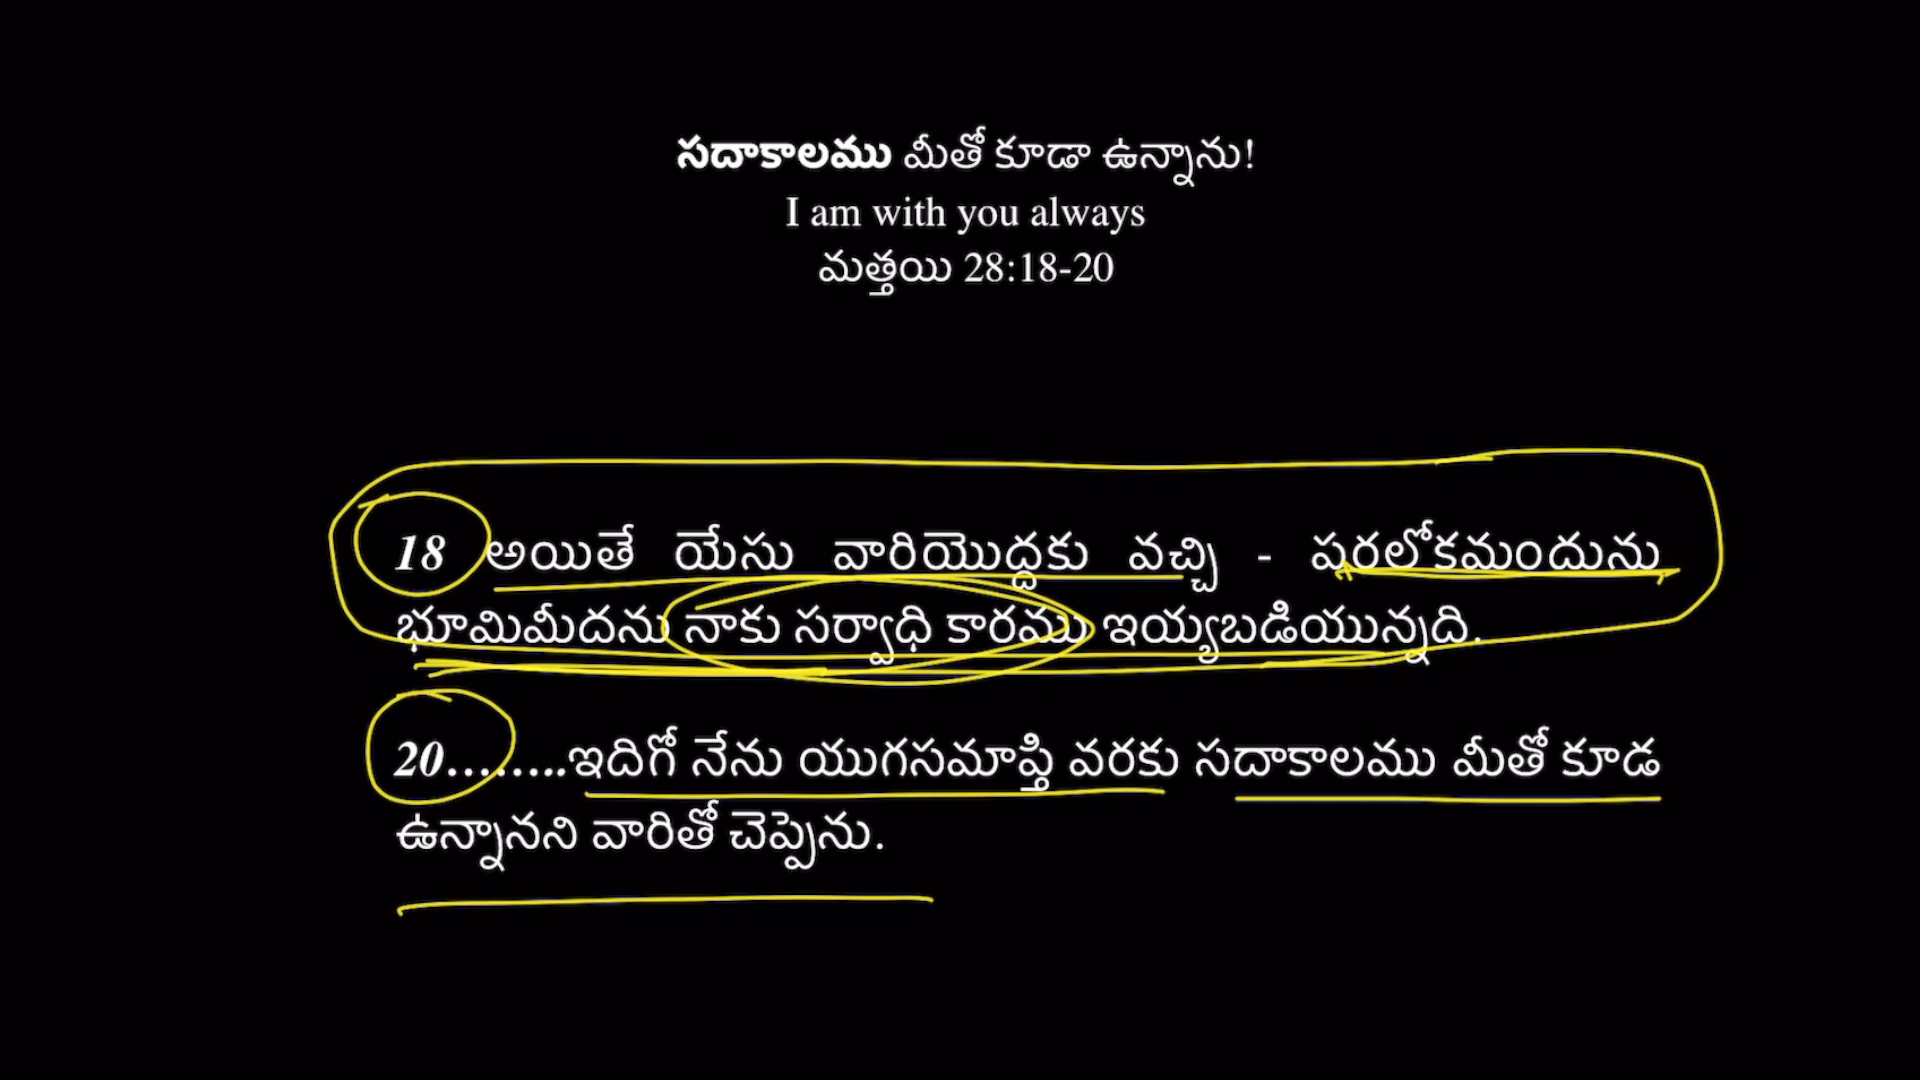 సదాకాలము మీతో కూడా ఉన్నాను!
I am with you always
మత్తయి 28:18-20
18 అయితే యేసు వారియొద్దకు వచ్చి - పరలోకమందును
భూమిమీదను నాకు సర్వాధి కారము ఇయ్యబడియున్నది.
20........ఇదిగో నేను యుగసమాప్తి వరకు సదాకాలము మీతో కూడ
ఉన్నానని వారితో చెప్పెను.